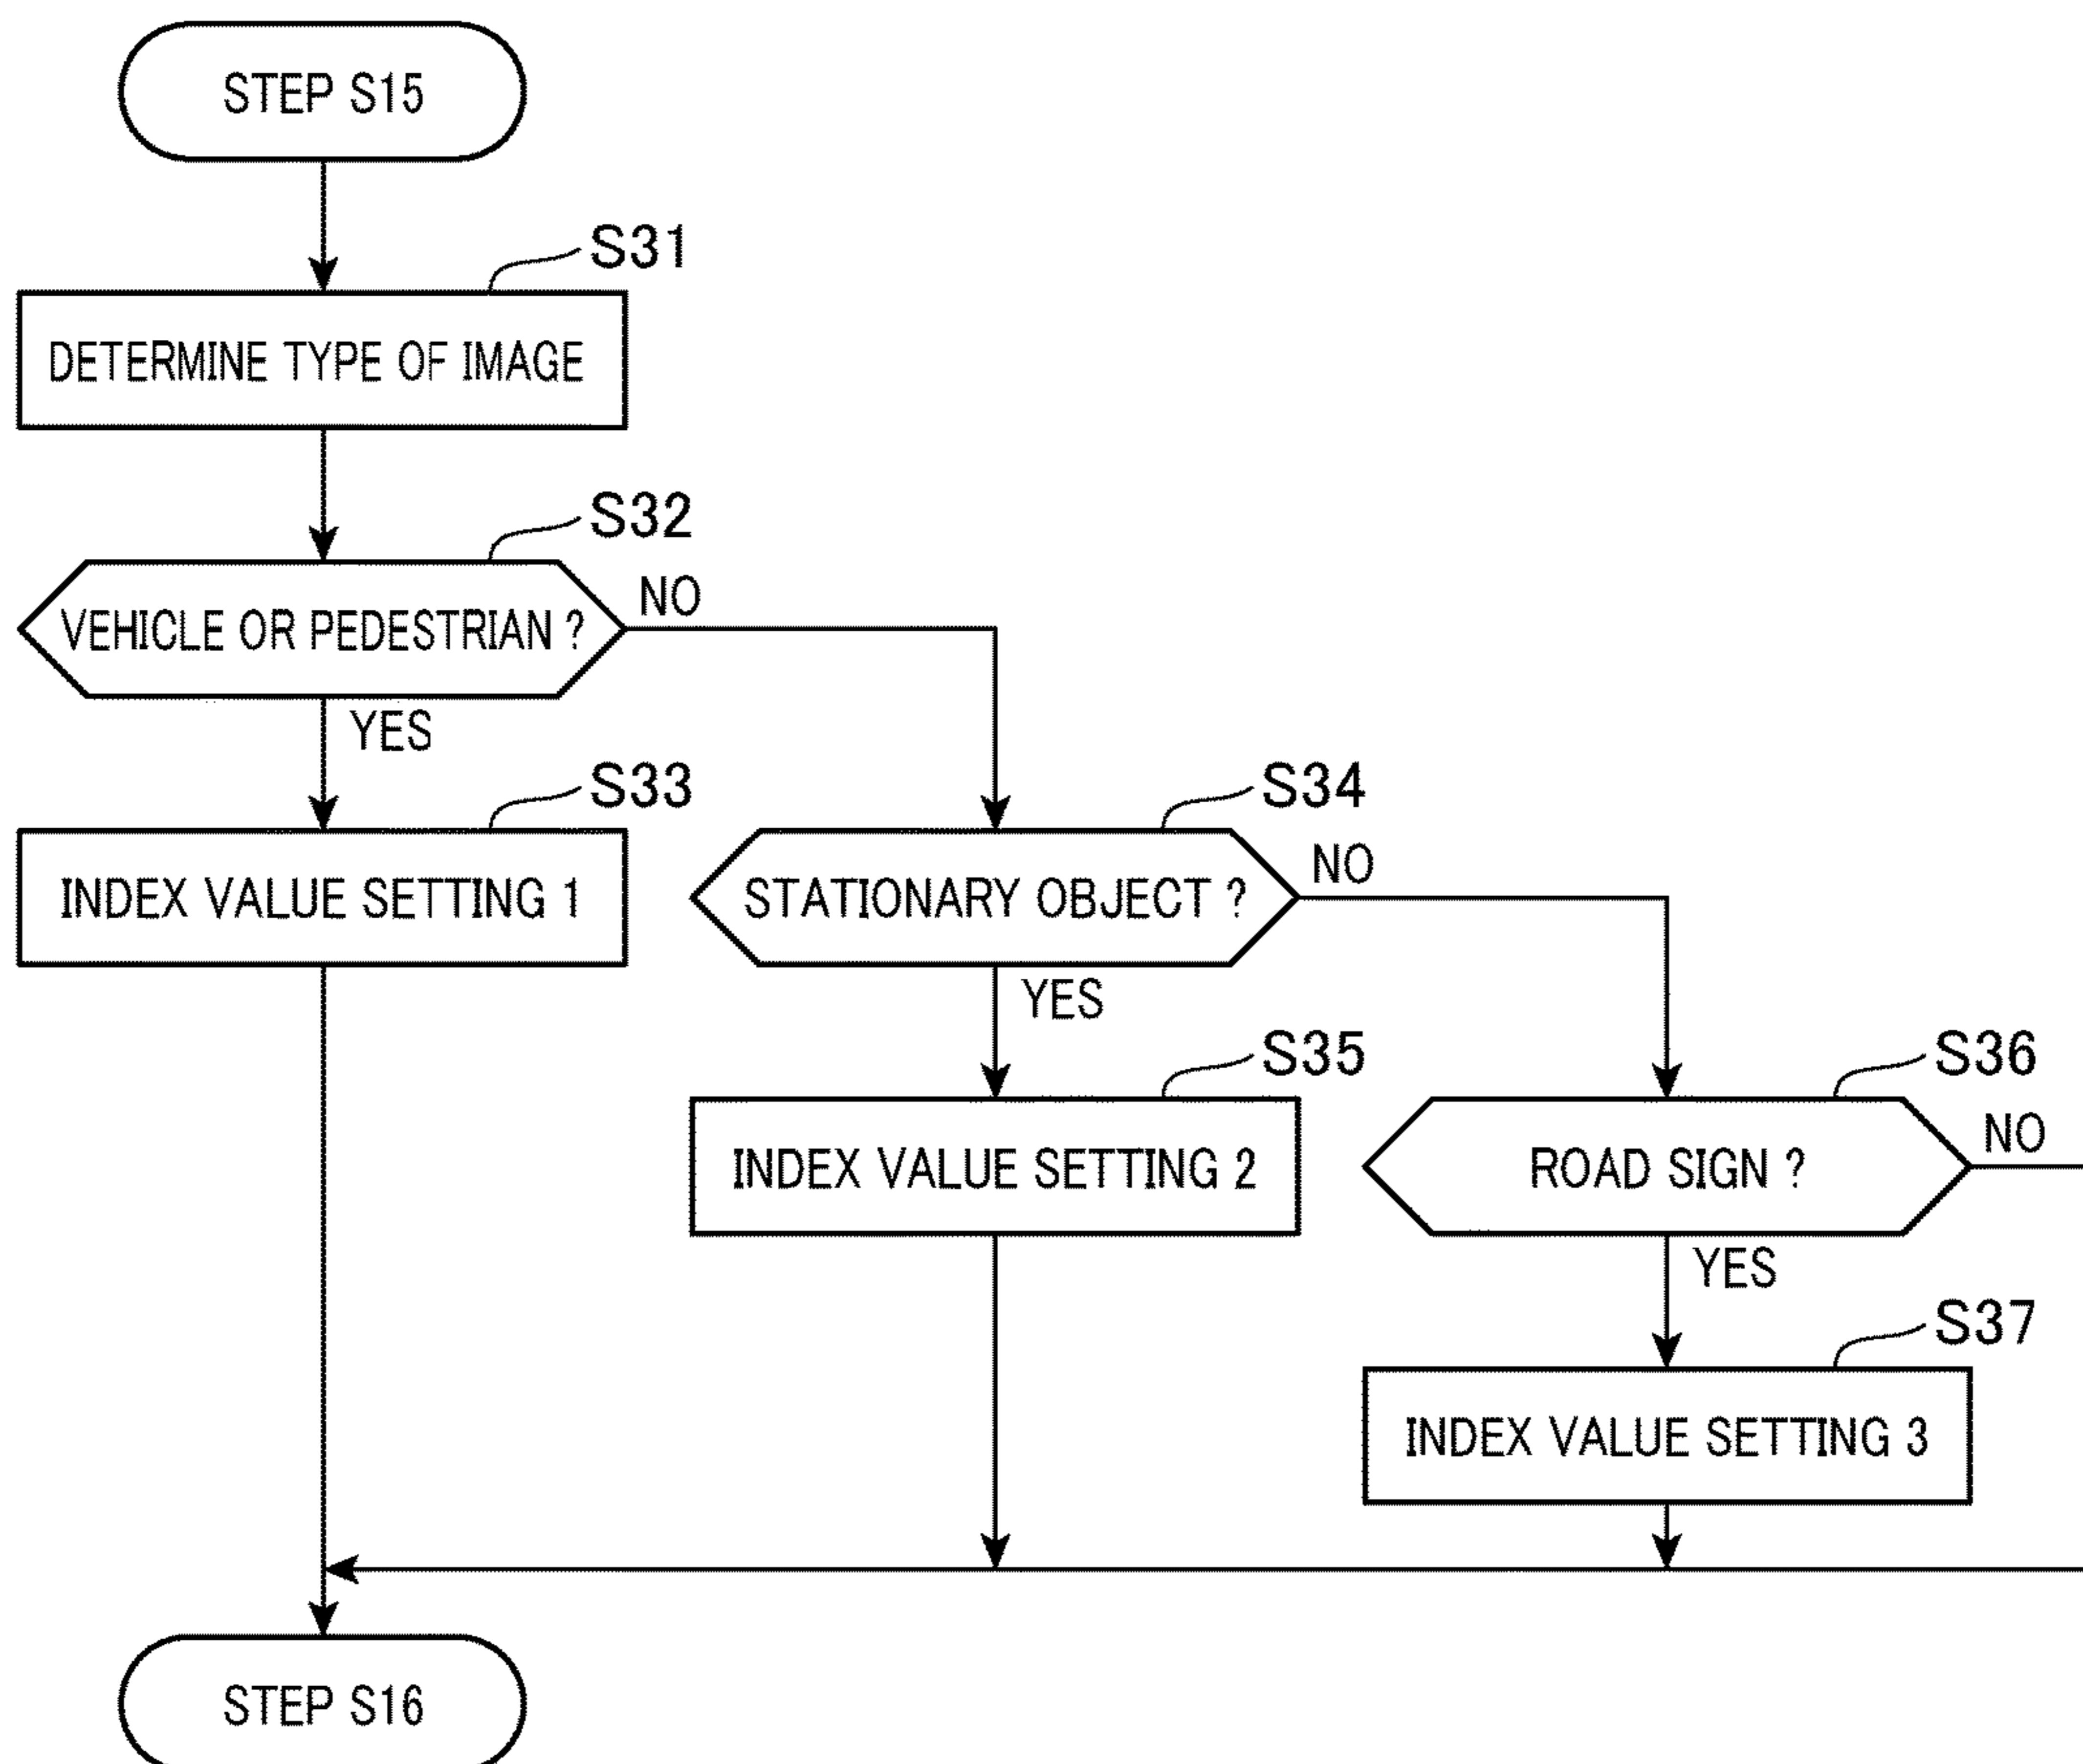 STEP S15
S31
DETERMINE TYPE OF IMAGE
S32
VEHICLE OR PEDESTRIAN ?
NO
YES
S33
INDEX VALUE SETTING 1
S34
STATIONARY OBJECT ?
NO
YES
S35
INDEX VALUE SETTING 2
S36
ROAD SIGN ?
NO
YES
S37
INDEX VALUE SETTING 3
STEP S16